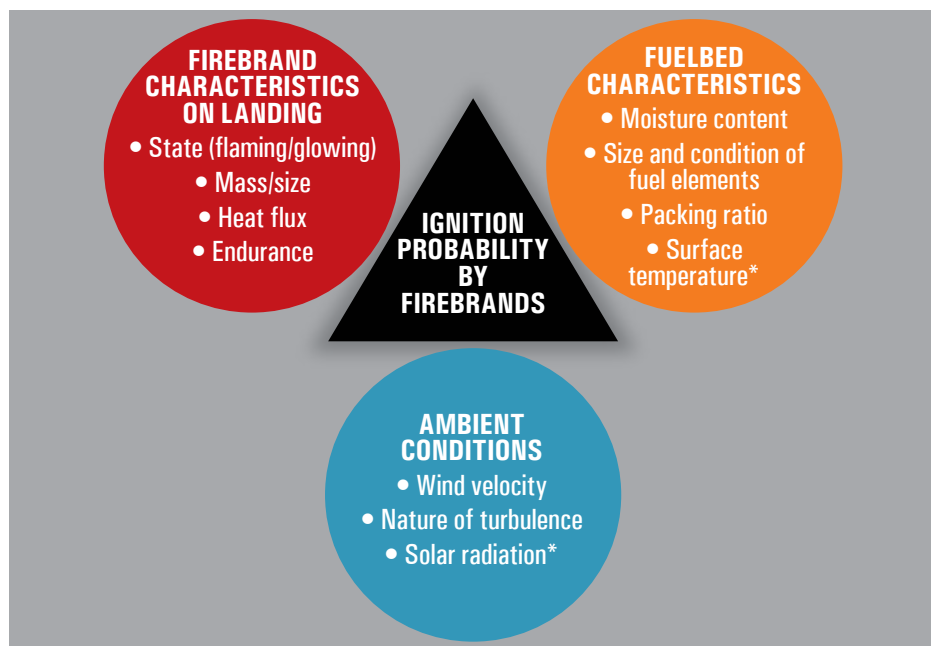 FIREBRAND
CHARACTERISTICS
ON LANDING
• State (flaming/glowing)
• Mass/size
• Heat flux
• Endurance
FUELBED
CHARACTERISTICS
• Moisture content
• Size and condition of
fuel elements
• Packing ratio
• Surface
temperature*
IGNITION
PROBABILITY
BY
FIREBRANDS
AMBIENT
CONDITIONS
• Wind velocity
• Nature of turbulence
• Solar radiation*